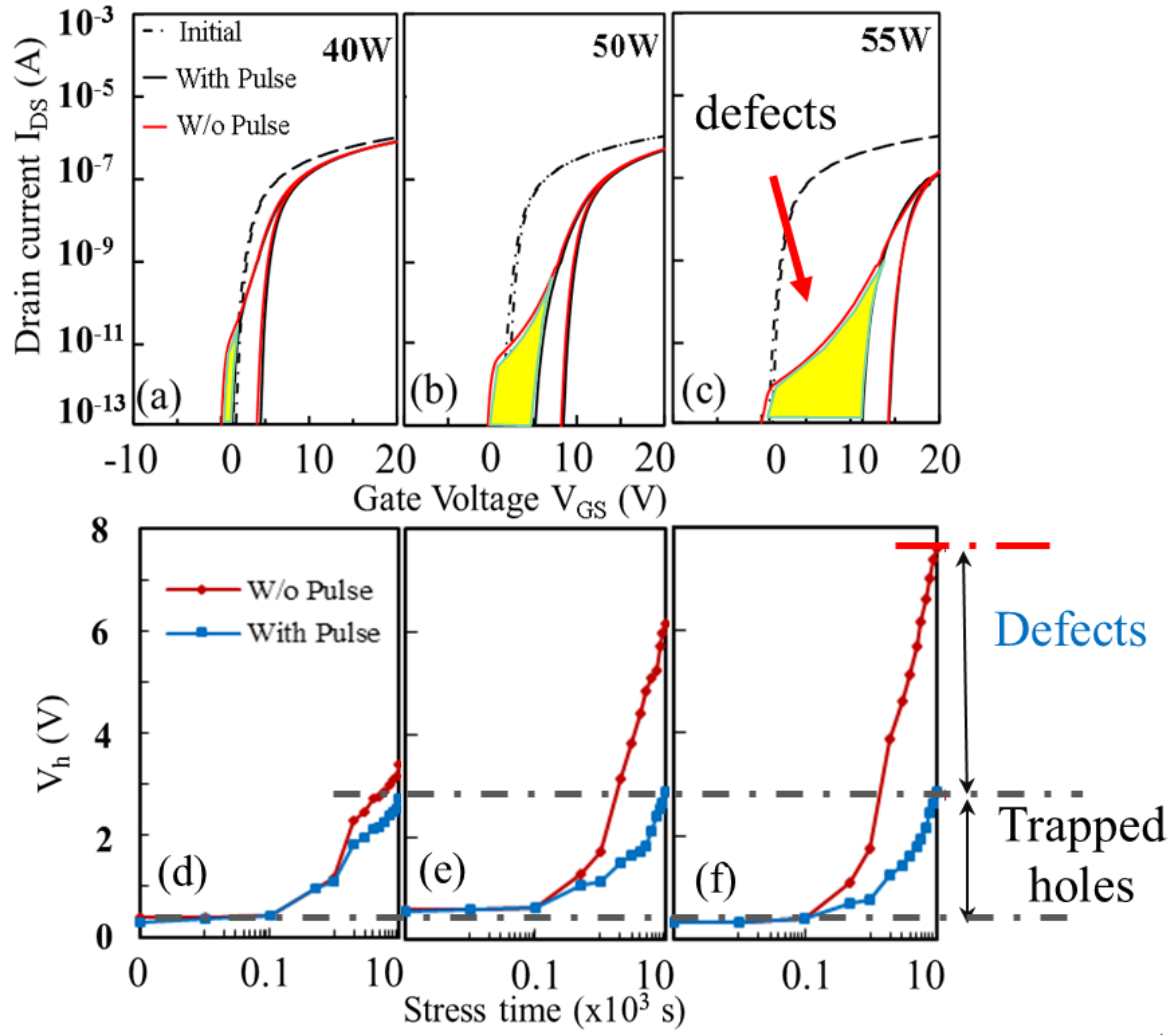 Drain current I_DS (A)
10^-3
10^-5
10^-7
10^-9
10^-11
10^-13
Initial
With Pulse
W/o Pulse
40W
50W
55W
defects
(a)
(b)
(c)
-10 0 10 20
0 10 20
0 10 20
Gate Voltage V_GS (V)
V_h (V)
8
6
4
2
0
W/o Pulse
With Pulse
Defects
Trapped
holes
(d)
(e)
(f)
0 0.1 10
0.1 10
0.1 10
Stress time (x10^3 s)